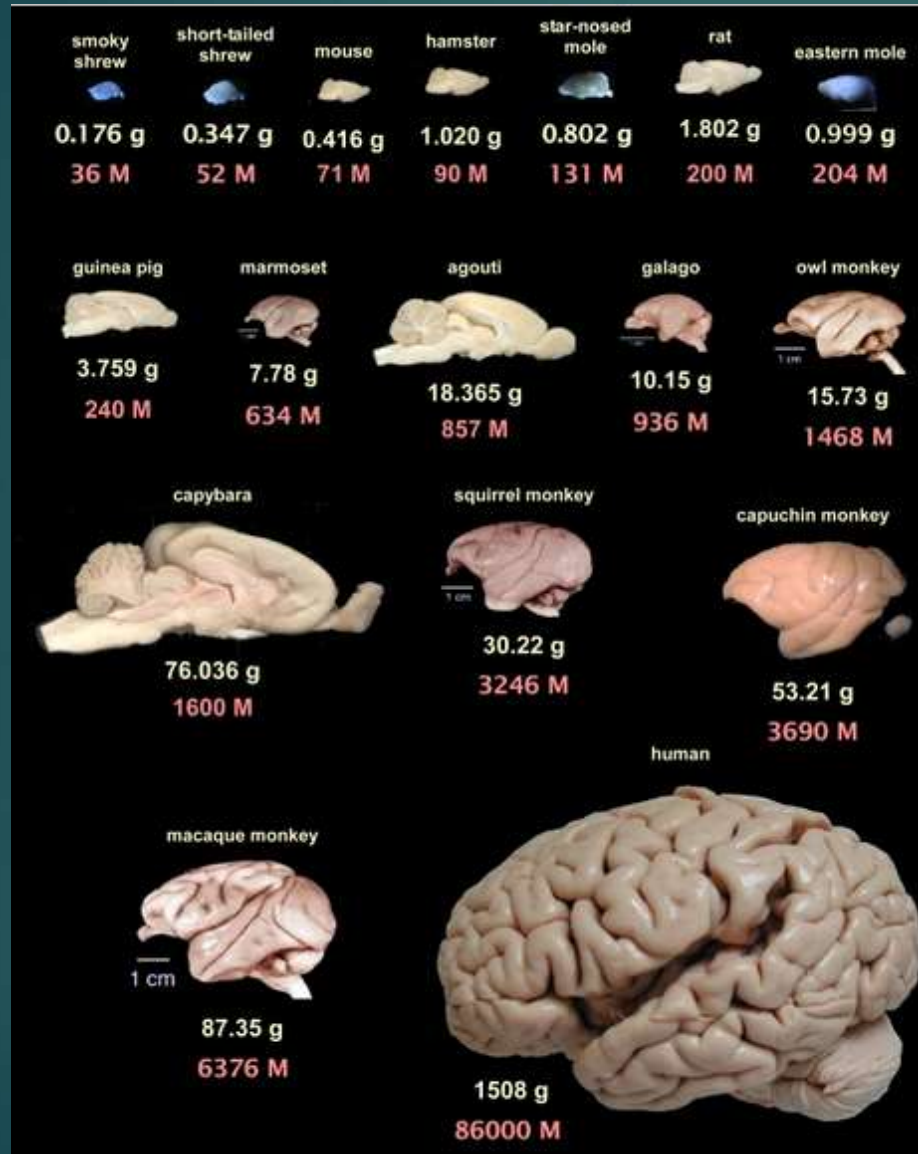 smoky shrew
0.176 g
36 M
short-tailed shrew
0.347 g
52 M
mouse
0.416 g
71 M
hamster
1.020 g
90 M
star-nosed mole
0.802 g
131 M
rat
1.802 g
200 M
eastern mole
0.999 g
204 M
guinea pig
3.759 g
240 M
marmoset
7.78 g
634 M
agouti
18.365 g
857 M
galago
10.15 g
936 M
owl monkey
1 cm
15.73 g
1468 M
capybara
76.036 g
1600 M
squirrel monkey
1 cm
30.22 g
3246 M
capuchin monkey
53.21 g
3690 M
macaque monkey
1 cm
87.35 g
6376 M
human
1508 g
86000 M